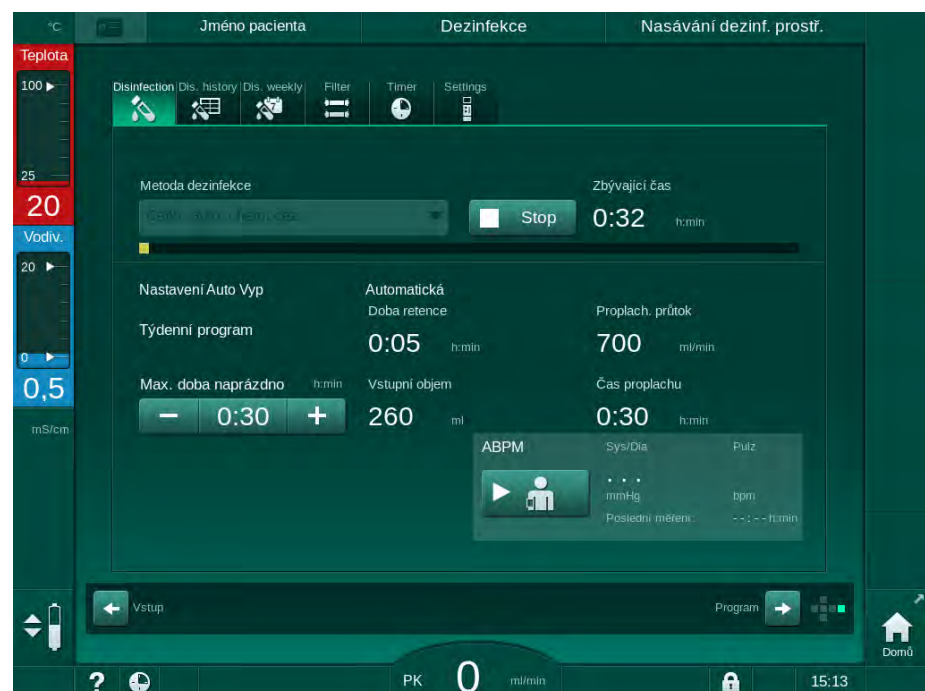 °C Jméno pacienta Dezinfekce Nasávání dezinf. prostř.
Teplota
100
25
20
Vodiv.
20
0
0,5
mS/cm
Disinfection Dis. history Dis. weekly Filter Timer Settings
7
Metoda dezinfekce Zbývající čas
Stop 0:32 h:min
Nastavení Auto Vyp Automatická
Doba retence Proplach. průtok
Týdenní program
0:05 h:min 700 ml/min
Max. doba naprázdno h:min Vstupní objem Čas proplachu
− 0:30 + 260 ml 0:30 h:min
ABPM Sys/Dia Pulz
. . .
mmHg bpm
Poslední měření: --:-- h:min
Vstup Program
Domů
? PK 0 ml/min 15:13